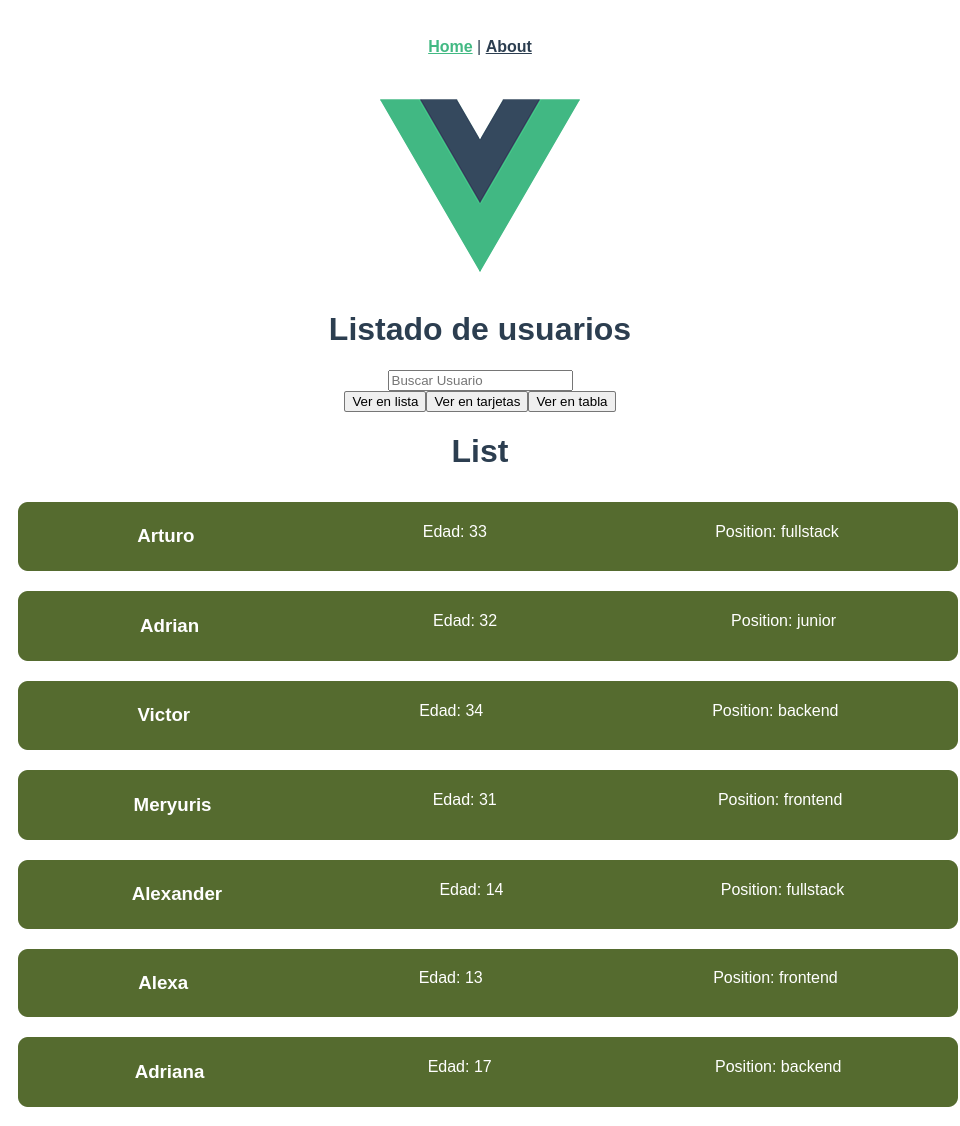 Home | About
Listado de usuarios
Buscar Usuario
Ver en lista Ver en tarjetas Ver en tabla
List
Arturo Edad: 33 Position: fullstack
Adrian Edad: 32 Position: junior
Victor Edad: 34 Position: backend
Meryuris Edad: 31 Position: frontend
Alexander Edad: 14 Position: fullstack
Alexa Edad: 13 Position: frontend
Adriana Edad: 17 Position: backend